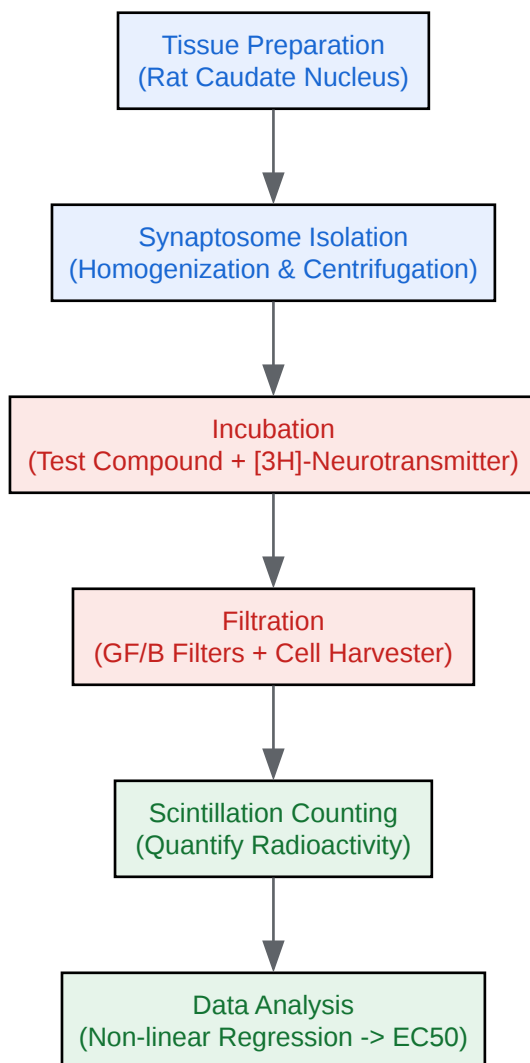 Tissue Preparation
(Rat Caudate Nucleus)
Synaptosome Isolation
(Homogenization & Centrifugation)
Incubation
(Test Compound + [3H]-Neurotransmitter)
Filtration
(GF/B Filters + Cell Harvester)
Scintillation Counting
(Quantify Radioactivity)
Data Analysis
(Non-linear Regression -> EC50)